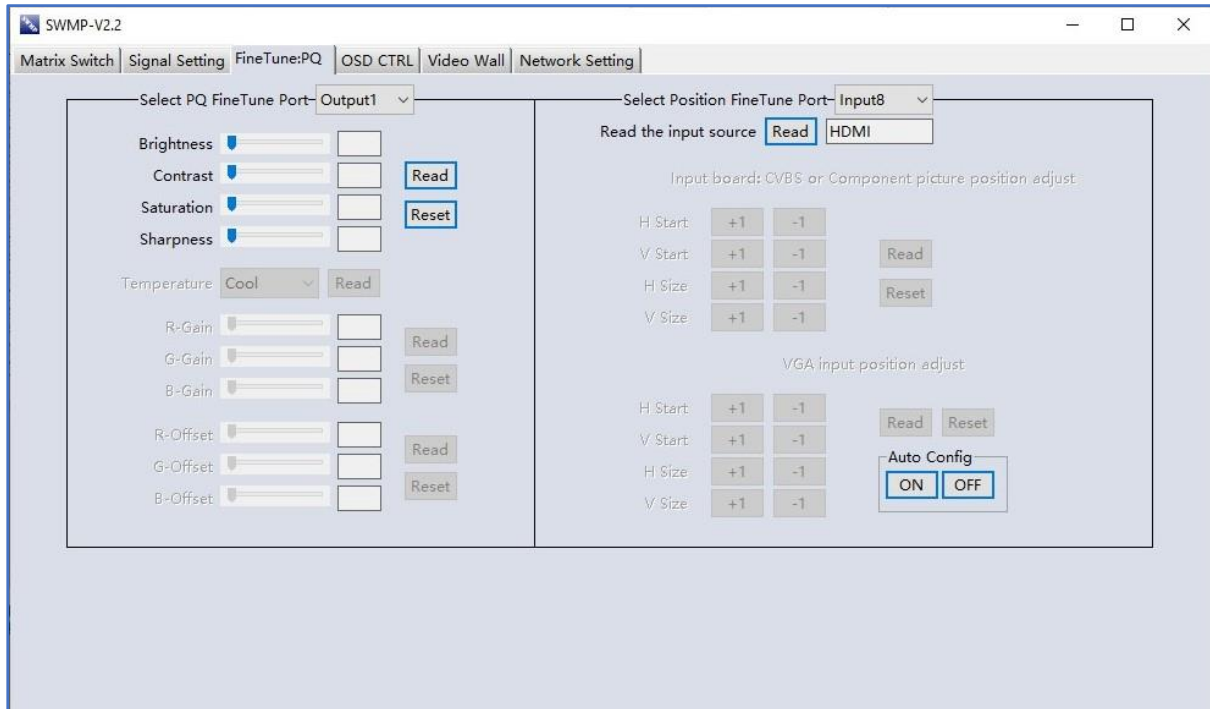 SWMP-V2.2
Matrix Switch Signal Setting FineTune:PQ OSD CTRL Video Wall Network Setting
Select PQ FineTune Port Output1
Brightness
Contrast Read
Saturation Reset
Sharpness
Temperature Cool Read
R-Gain
G-Gain Read
B-Gain Reset
R-Offset
G-Offset Read
B-Offset Reset
Select Position FineTune Port Input8
Read the input source Read HDMI
Input board: CVBS or Component picture position adjust
H Start +1 -1
V Start +1 -1 Read
H Size +1 -1 Reset
V Size +1 -1
VGA input position adjust
H Start +1 -1 Read Reset
V Start +1 -1
Auto Config
H Size +1 -1 ON OFF
V Size +1 -1